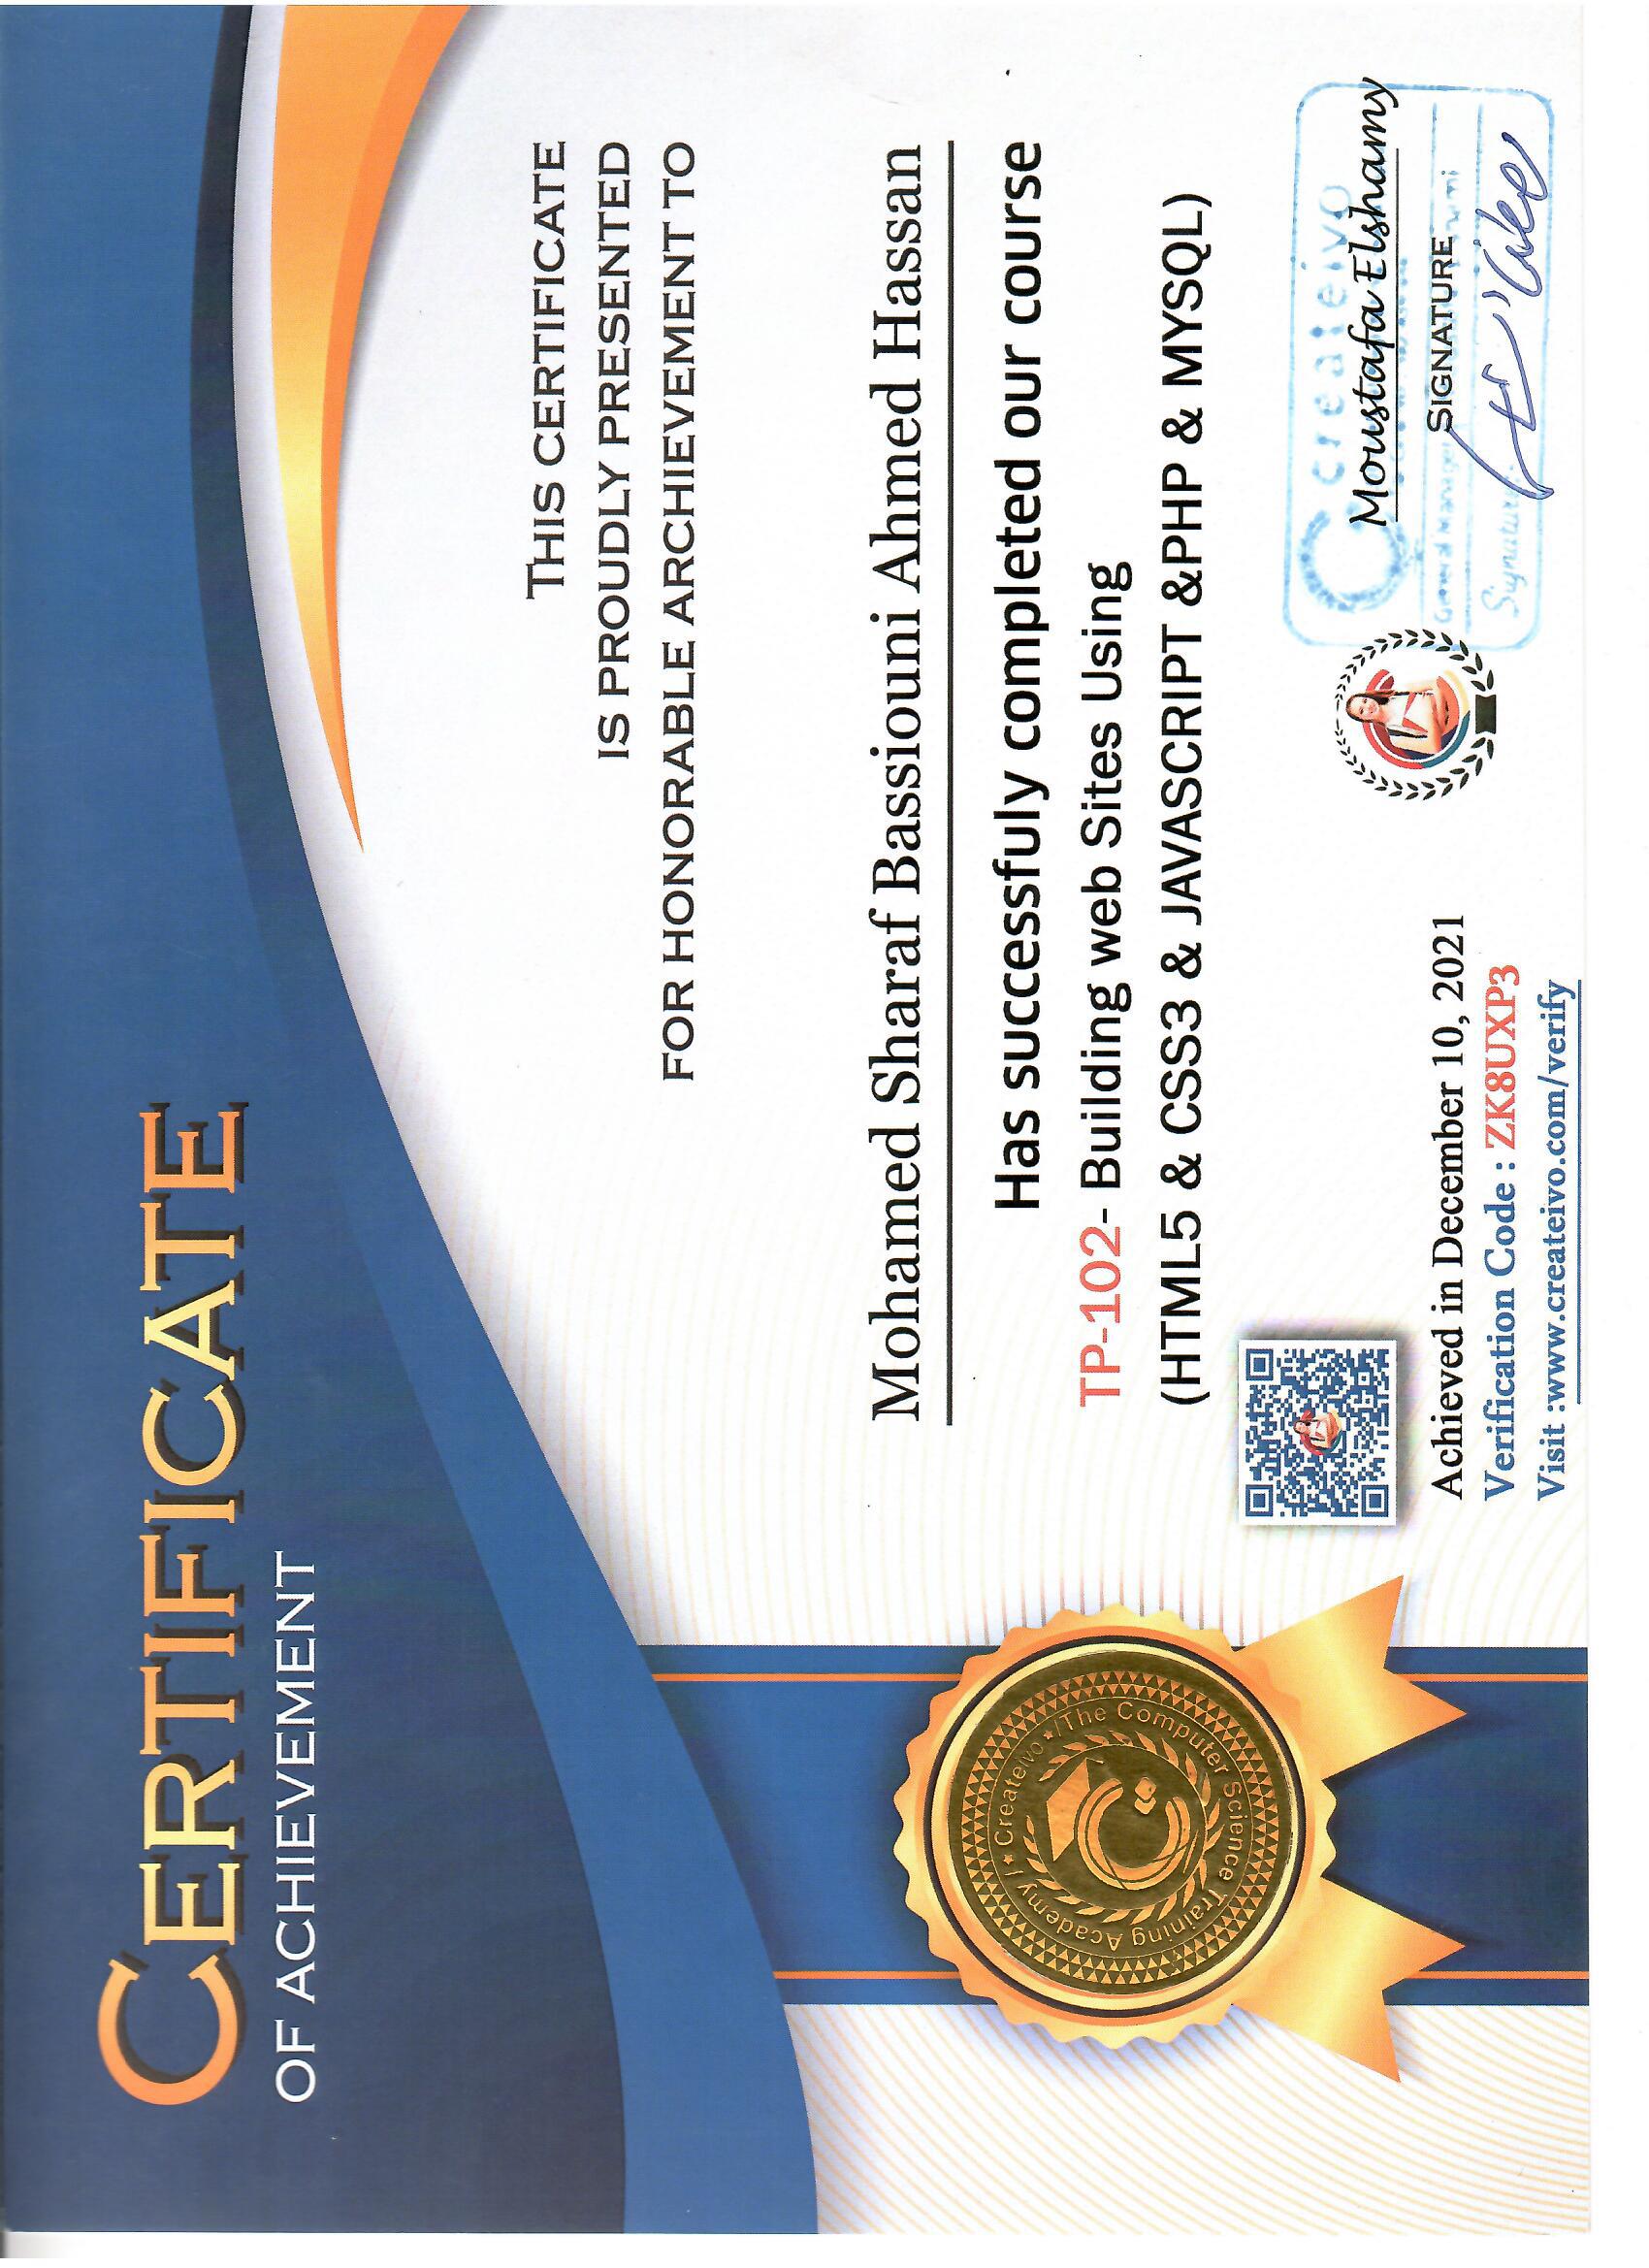 CERTIFICATE
OF ACHIEVEMENT
THIS CERTIFICATE
IS PROUDLY PRESENTED
FOR HONORABLE ARCHIEVEMENT TO
Mohamed Sharaf Bassiouni Ahmed Hassan
Has successfuly completed our course
TP-102- Building web Sites Using
(HTML5 & CSS3 & JAVASCRIPT &PHP & MYSQL)
★ Createivo ★ /The Computer Science Training Academy/
createivo
Moustafa Elshamy
SIGNATURE
General Manager
Signature:-
Achieved in December 10, 2021
Verification Code : ZK8UXP3
Visit :www.createivo.com/verify